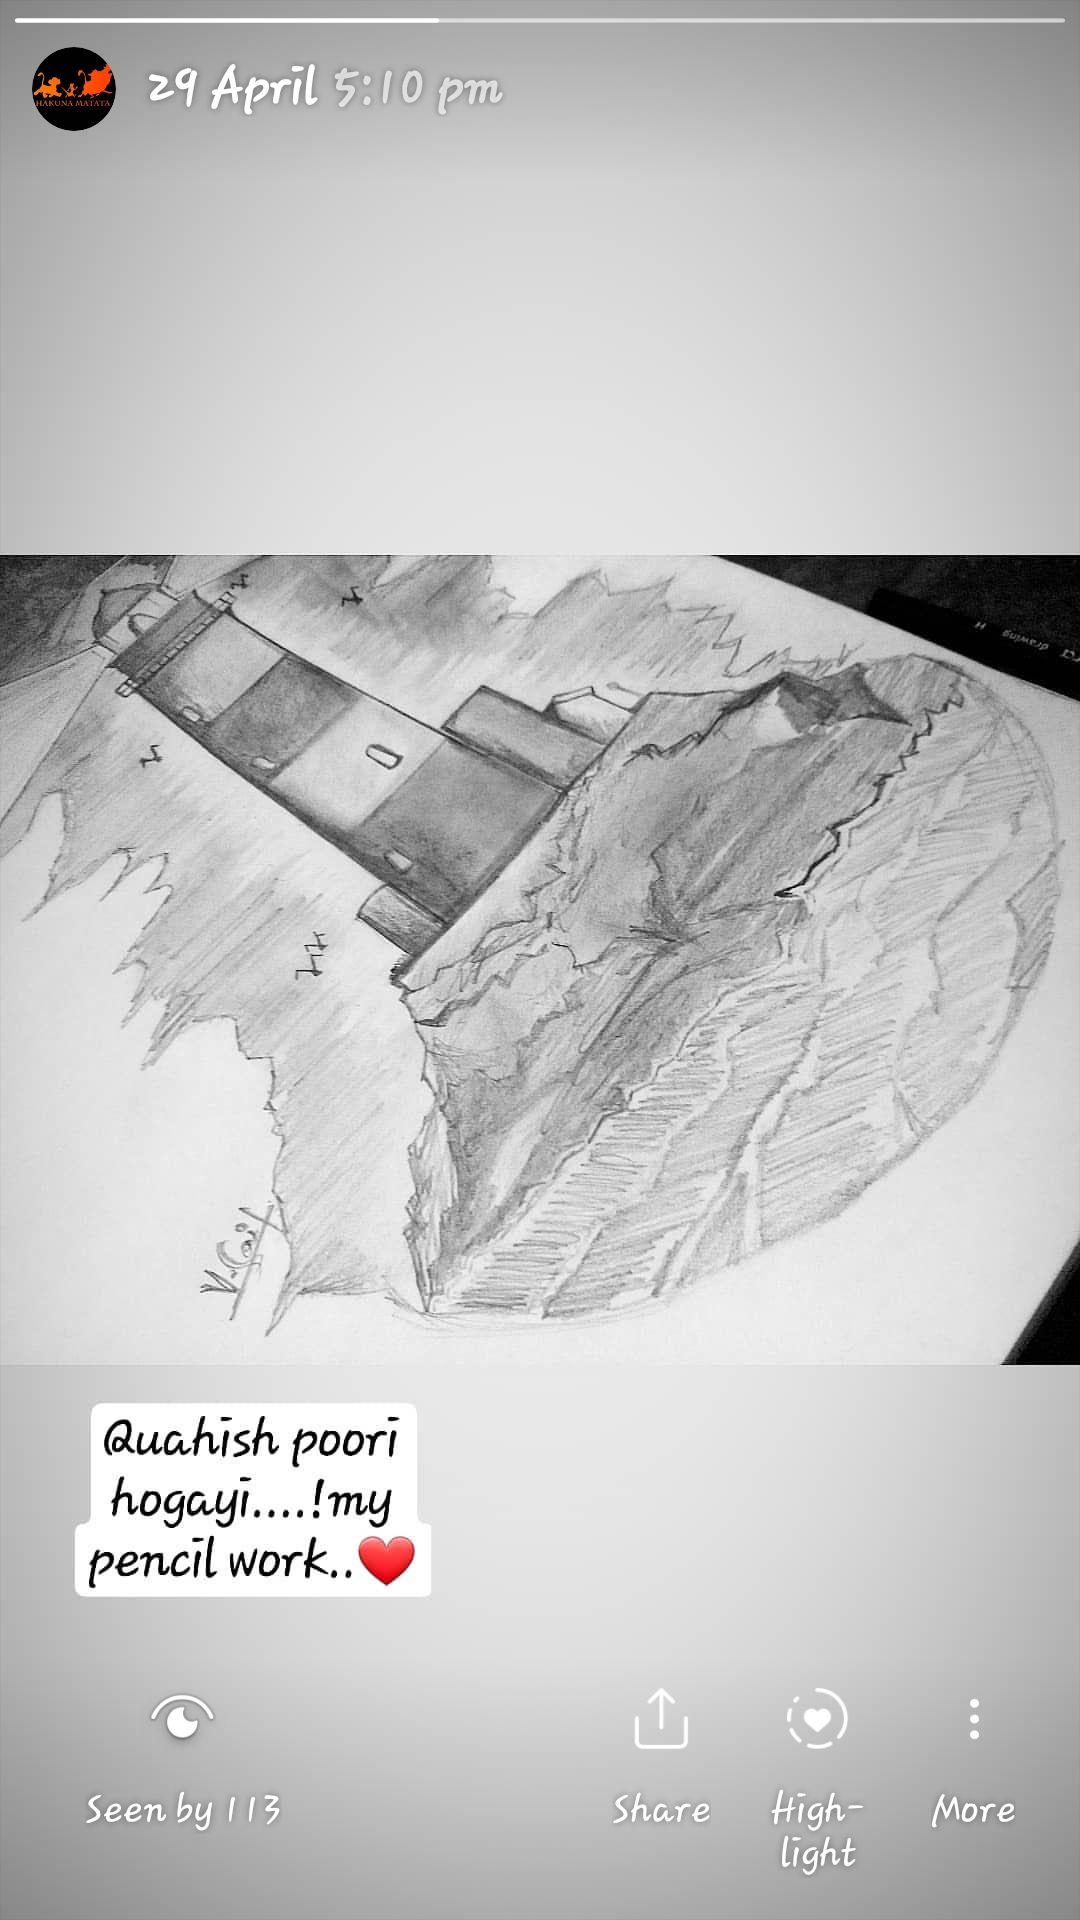 HAKUNA MATATA
29 April 5:10 pm
H drawing
Quahish poori
hogayi....!my
pencil work..❤️
Seen by 113
Share
High-
light
More